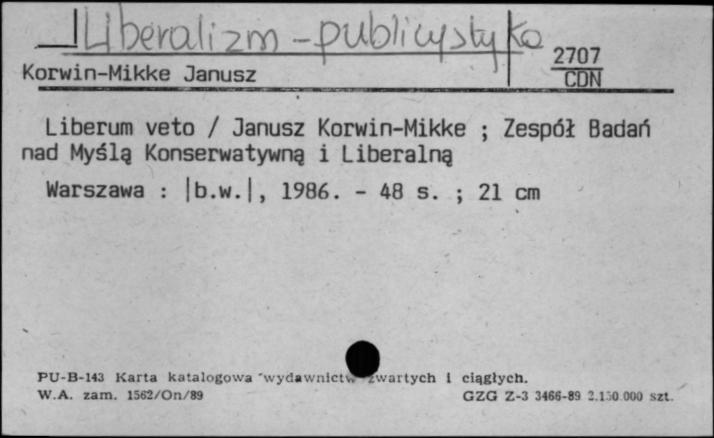 Liberalizm - publicystyka
2707
Korwin-Mikke Janusz
CDN
Liberum veto / Janusz Korwin-Mikke ; Zespół Badań
nad Myślą Konserwatywną i Liberalną
Warszawa : |b.w.|, 1986. - 48 s. ; 21 cm
PU-B-143 Karta katalogowa wydawnictw zwartych i ciągłych.
W.A. zam. 1562/On/89 GZG Z-3 3466-89 2.150.000 szt.